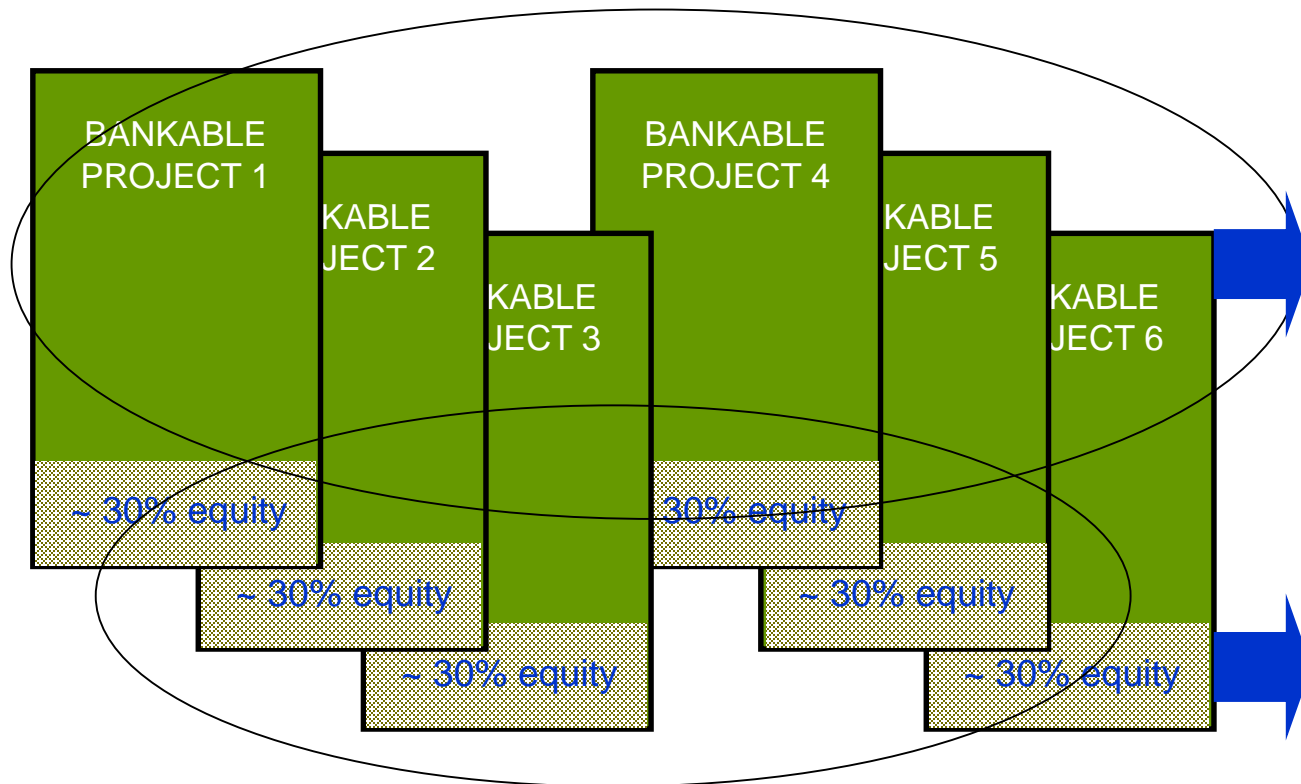 BANKABLE
PROJECT 1
KABLE
JECT 2
KABLE
JECT 3
~ 30% equity
~ 30% equity
~ 30% equity
BANKABLE
PROJECT 4
KABLE
JECT 5
KABLE
JECT 6
30% equity
~ 30% equity
~ 30% equity